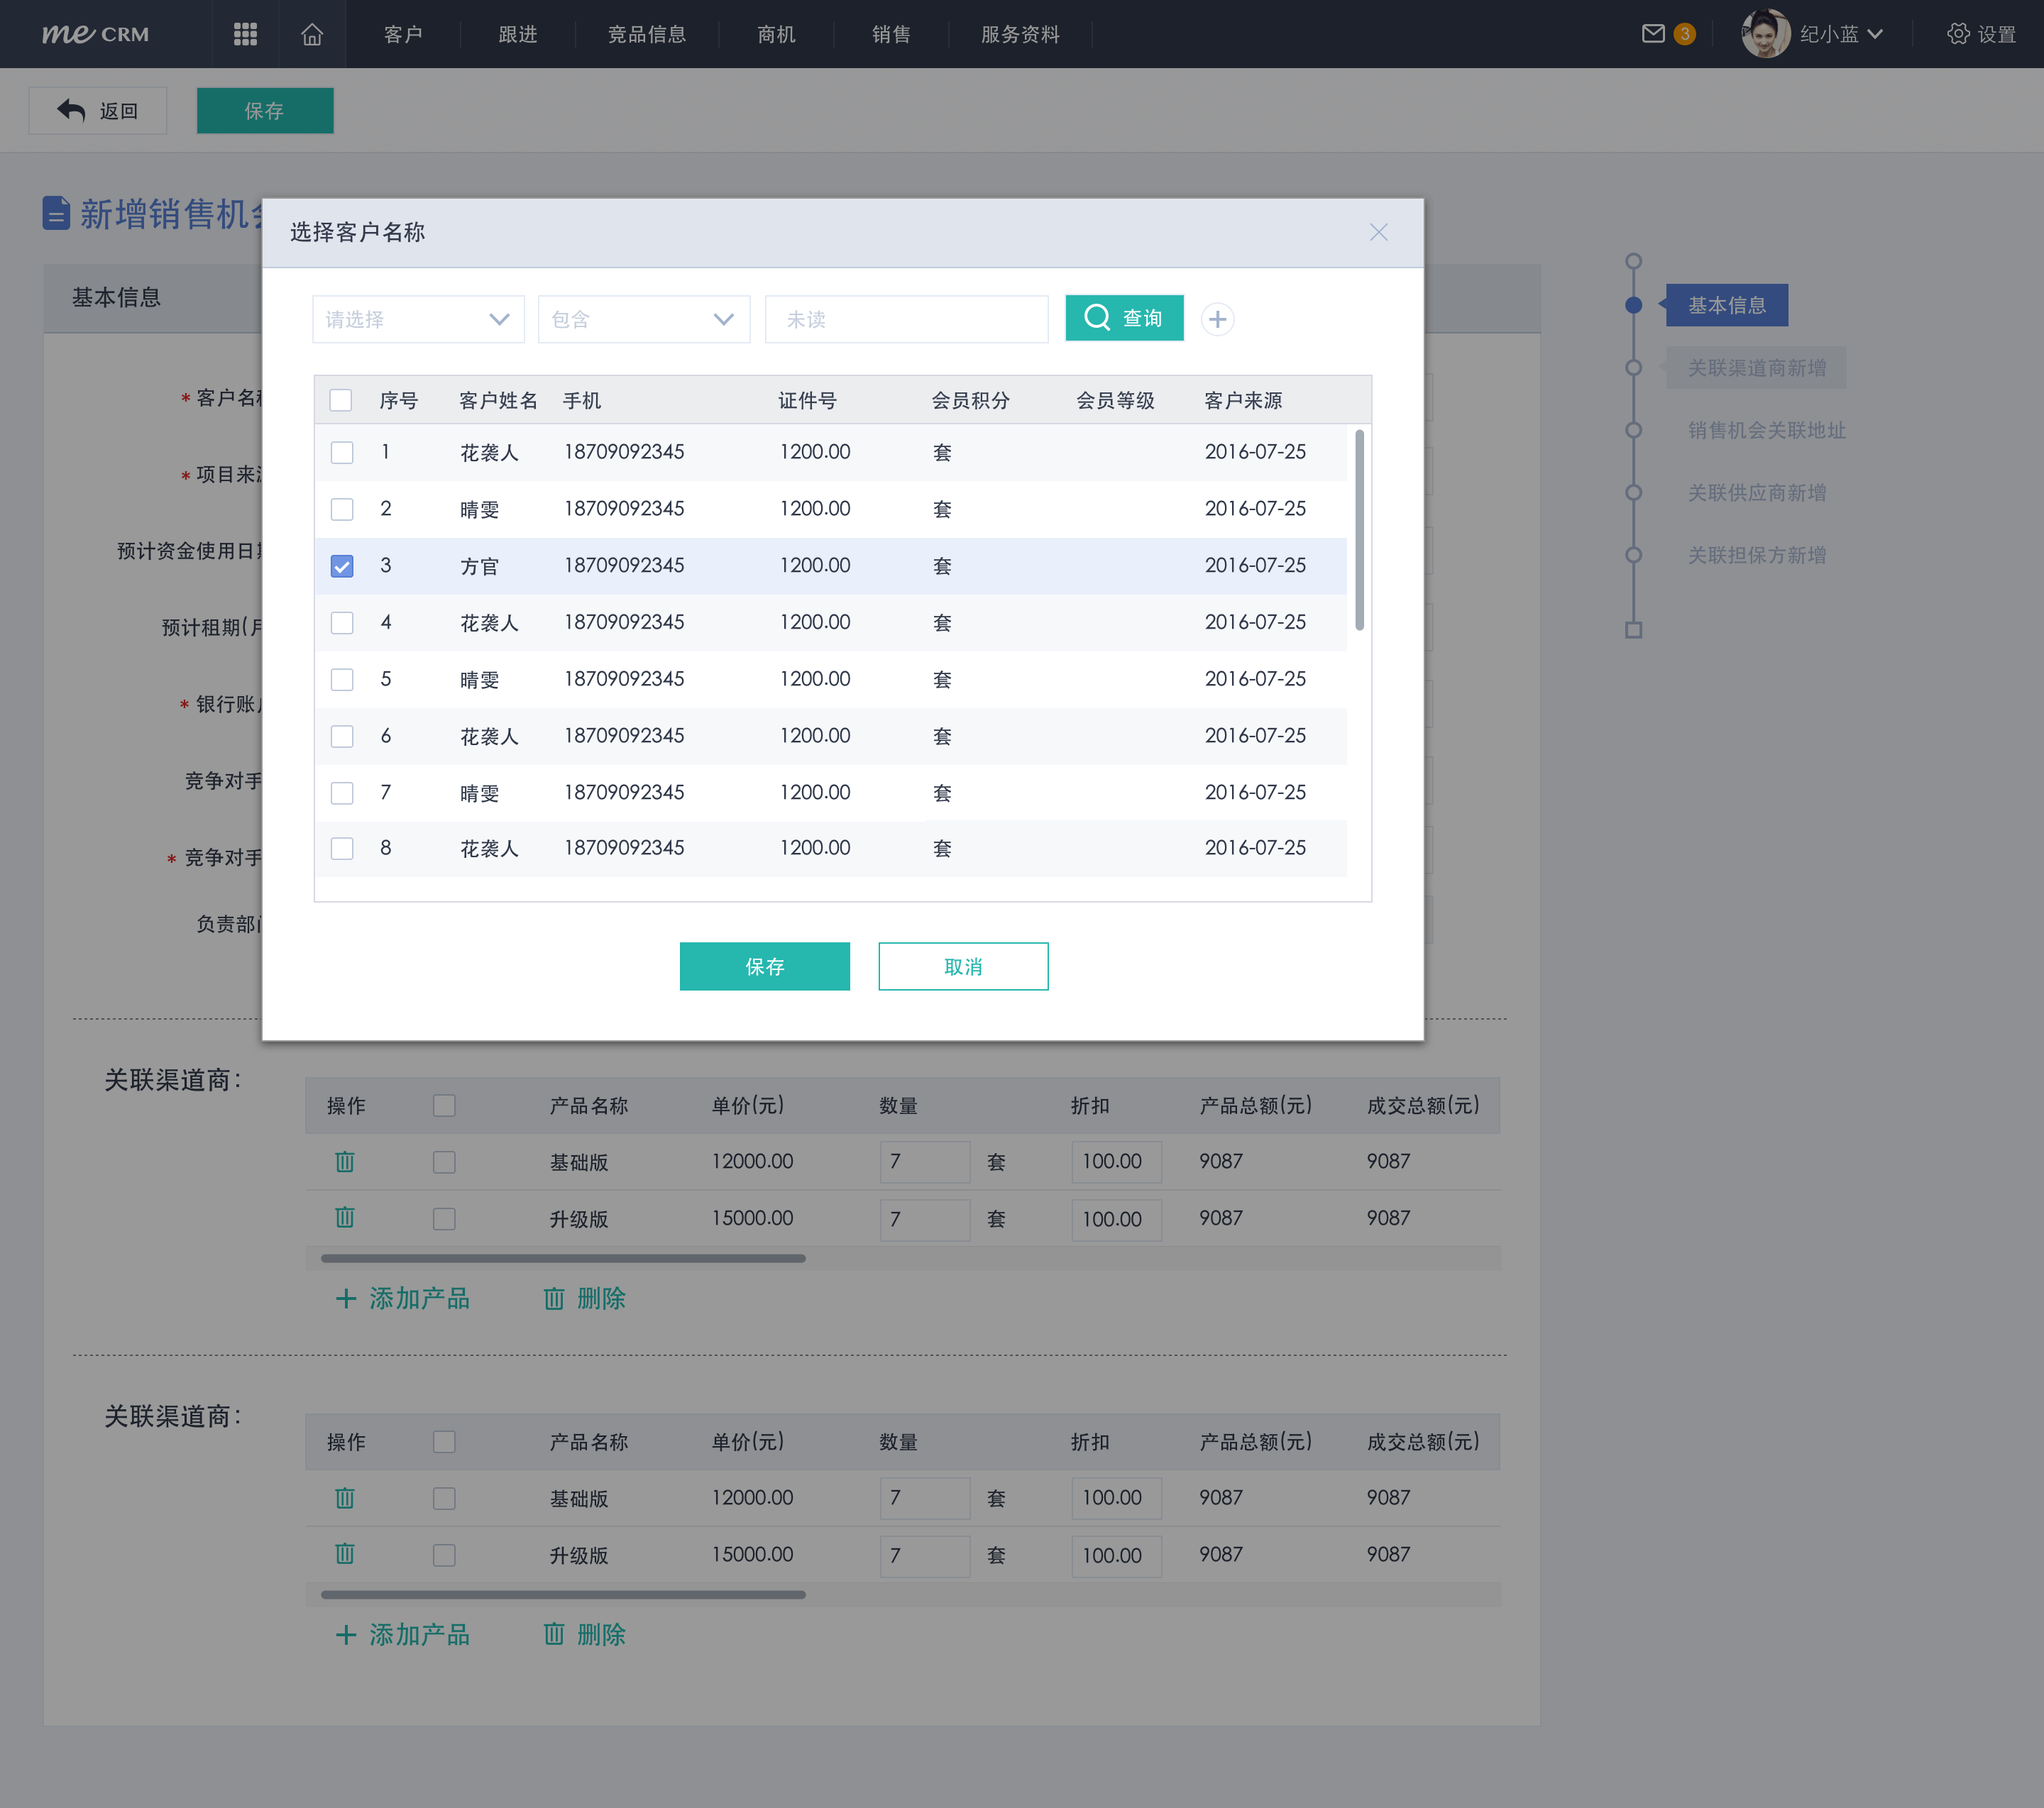 me CRM 客户 跟进 竞品信息 商机 销售 服务资料 3 纪小蓝 设置
返回 保存
新增销售机
选择客户名称
基本信息
基本信息
请选择 包含 未读 查询
关联渠道商新增
* 客户名
序号 客户姓名 手机 证件号 会员积分 会员等级 客户来源
销售机会关联地址
1 花袭人 18709092345 1200.00 套 2016-07-25
* 项目来
关联供应商新增
2 晴雯 18709092345 1200.00 套 2016-07-25
预计资金使用日
关联担保方新增
3 方官 18709092345 1200.00 套 2016-07-25
预计租期(月
4 花袭人 18709092345 1200.00 套 2016-07-25
5 晴雯 18709092345 1200.00 套 2016-07-25
* 银行账
6 花袭人 18709092345 1200.00 套 2016-07-25
竞争对手
7 晴雯 18709092345 1200.00 套 2016-07-25
* 竞争对手
8 花袭人 18709092345 1200.00 套 2016-07-25
负责部
保存 取消
关联渠道商：
操作 产品名称 单价(元) 数量 折扣 产品总额(元) 成交总额(元)
基础版 12000.00 7 套 100.00 9087 9087
升级版 15000.00 7 套 100.00 9087 9087
添加产品 删除
关联渠道商：
操作 产品名称 单价(元) 数量 折扣 产品总额(元) 成交总额(元)
基础版 12000.00 7 套 100.00 9087 9087
升级版 15000.00 7 套 100.00 9087 9087
添加产品 删除